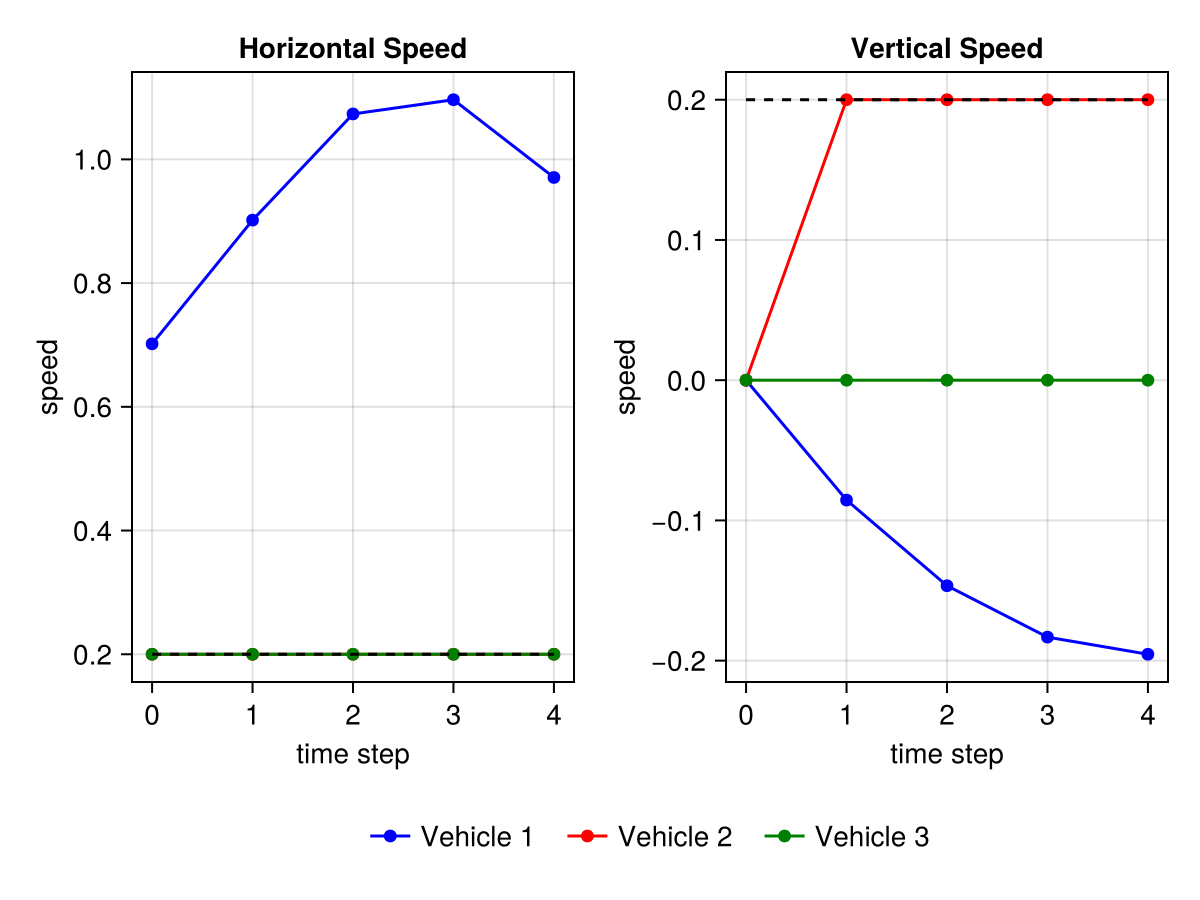 Horizontal Speed
1.0
0.8
0.6
0.4
0.2
speed
0 1 2 3 4
time step
Vertical Speed
0.2
0.1
0.0
−0.1
−0.2
speed
0 1 2 3 4
time step
Vehicle 1 Vehicle 2 Vehicle 3